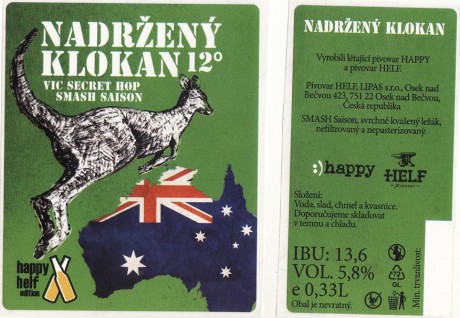 NADRŽENÝ
KLOKAN 12°
VIC SECRET HOP
SMASH SAISON
happy
helf
edition
NADRŽENÝ KLOKAN
Vyrobili létající pivovar HAPPY
a pivovar HELF.
Pivovar HELF, LIPAS s.r.o., Osek nad
Bečvou 423, 751 22 Osek nad Bečvou,
Česká republika
SMASH Saison, svrchně kvašený ležák,
nefiltrovaný a nepasterizovaný.
:)happy
HELF
Složení:
Voda, slad, chmel a kvasnice.
Doporučujeme skladovat
v temnu a chladu.
IBU: 13,6
VOL. 5,8%
e 0,33L
Obal je nevratný.
GL
Min. trvanlivost: